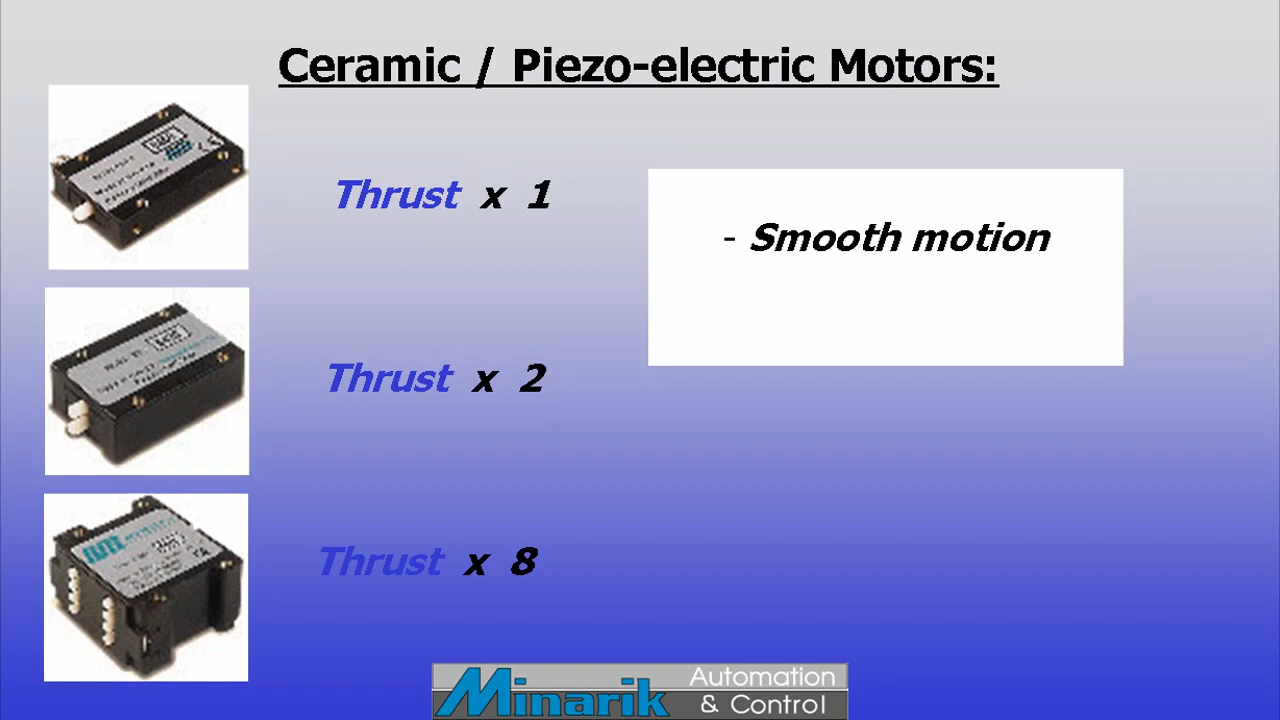 Ceramic / Piezo-electric Motors:
Thrust x 1
- Smooth motion
Thrust x 2
Thrust x 8
Minarik Automation
& Control